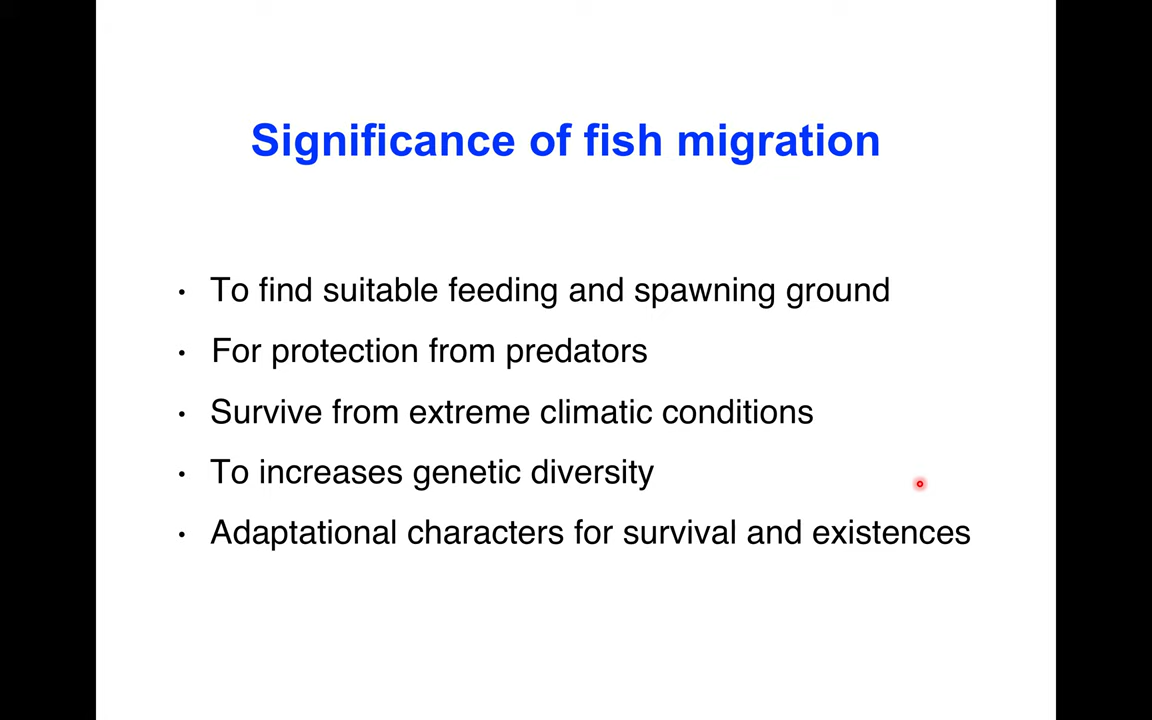 Significance of fish migration
• To find suitable feeding and spawning ground
• For protection from predators
• Survive from extreme climatic conditions
• To increases genetic diversity
• Adaptational characters for survival and existences